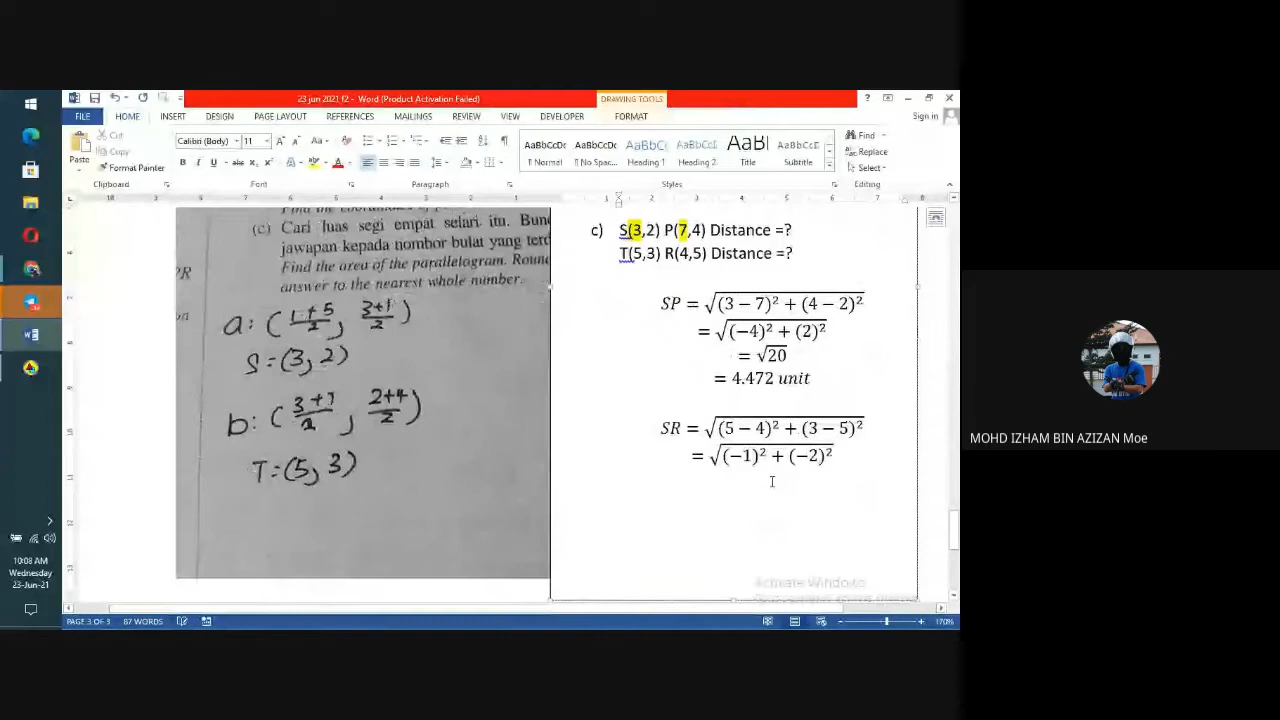 23 jun 2021 f2 - Word (Product Activation Failed)
DRAWING TOOLS
FILE HOME INSERT DESIGN PAGE LAYOUT REFERENCES MAILINGS REVIEW VIEW DEVELOPER FORMAT Sign in
Cut
Copy
Format Painter
Paste
Calibri (Body) 11
AaBbCcDc AaBbCcDc AaBbCc AaBbCcC AaBl AaBbCcC
¶ Normal ¶ No Spac... Heading 1 Heading 2 Title Subtitle
Find
Replace
Select
Clipboard Font Paragraph Styles Editing
(c) Cari luas segi empat selari itu.
jawapan kepada nombor bulat yang
Find the area of the parallelogram.
answer to the nearest whole number.
a: (1+5/2, 3+1/2)
S=(3, 2)
b: (3+7/2, 2+4/2)
T=(5, 3)
c) S(3,2) P(7,4) Distance =?
T(5,3) R(4,5) Distance =?
SP = √(3 − 7)² + (4 − 2)²
= √(−4)² + (2)²
= √20
= 4.472 unit
SR = √(5 − 4)² + (3 − 5)²
= √(−1)² + (−2)²
Activate Windows
PAGE 3 OF 3 87 WORDS 170%
10:08 AM
Wednesday
23-Jun-21
MOHD IZHAM BIN AZIZAN Moe